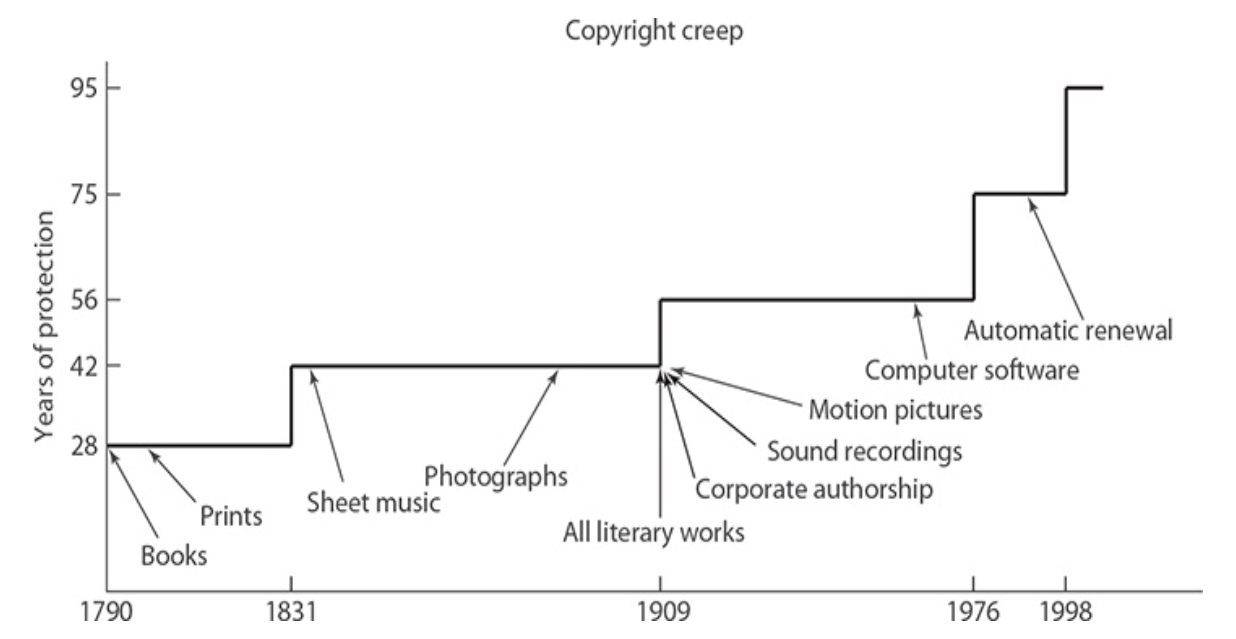 Copyright creep
Years of protection
95
75
56
42
28
Automatic renewal
Computer software
Motion pictures
Sound recordings
Photographs
Corporate authorship
Sheet music
Prints
All literary works
Books
1790
1831
1909
1976
1998